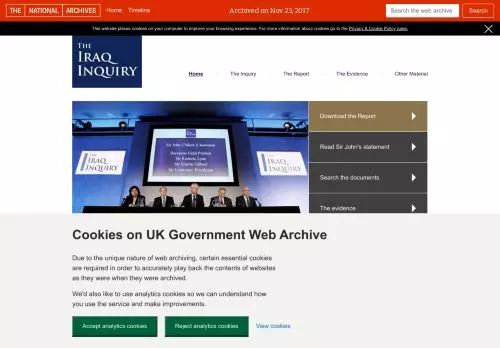 THE NATIONAL ARCHIVES Home Timeline Archived on Nov 23, 2017 Search the web archive
This website places cookies on your computer to improve your browsing experience. For more information about cookies go to the Privacy & Cookie Policy page.
THE
IRAQ
INQUIRY
Home The Inquiry The Report The Evidence Other Material
Sir John Chilcot (Chairman)
Baroness Usha Prashar
Sir Roderic Lyne
Sir Martin Gilbert
Sir Lawrence Freedman
THE
IRAQ
INQUIRY
THE
IRAQ
INQUIRY
Download the Report
Read Sir John's statement
Search the documents
The evidence
Cookies on UK Government Web Archive
Due to the unique nature of web archiving, certain essential cookies
are required in order to accurately play back the contents of websites
as they were when they were archived.
We'd also like to use analytics cookies so we can understand how
you use the service and make improvements.
Accept analytics cookies Reject analytics cookies View cookies